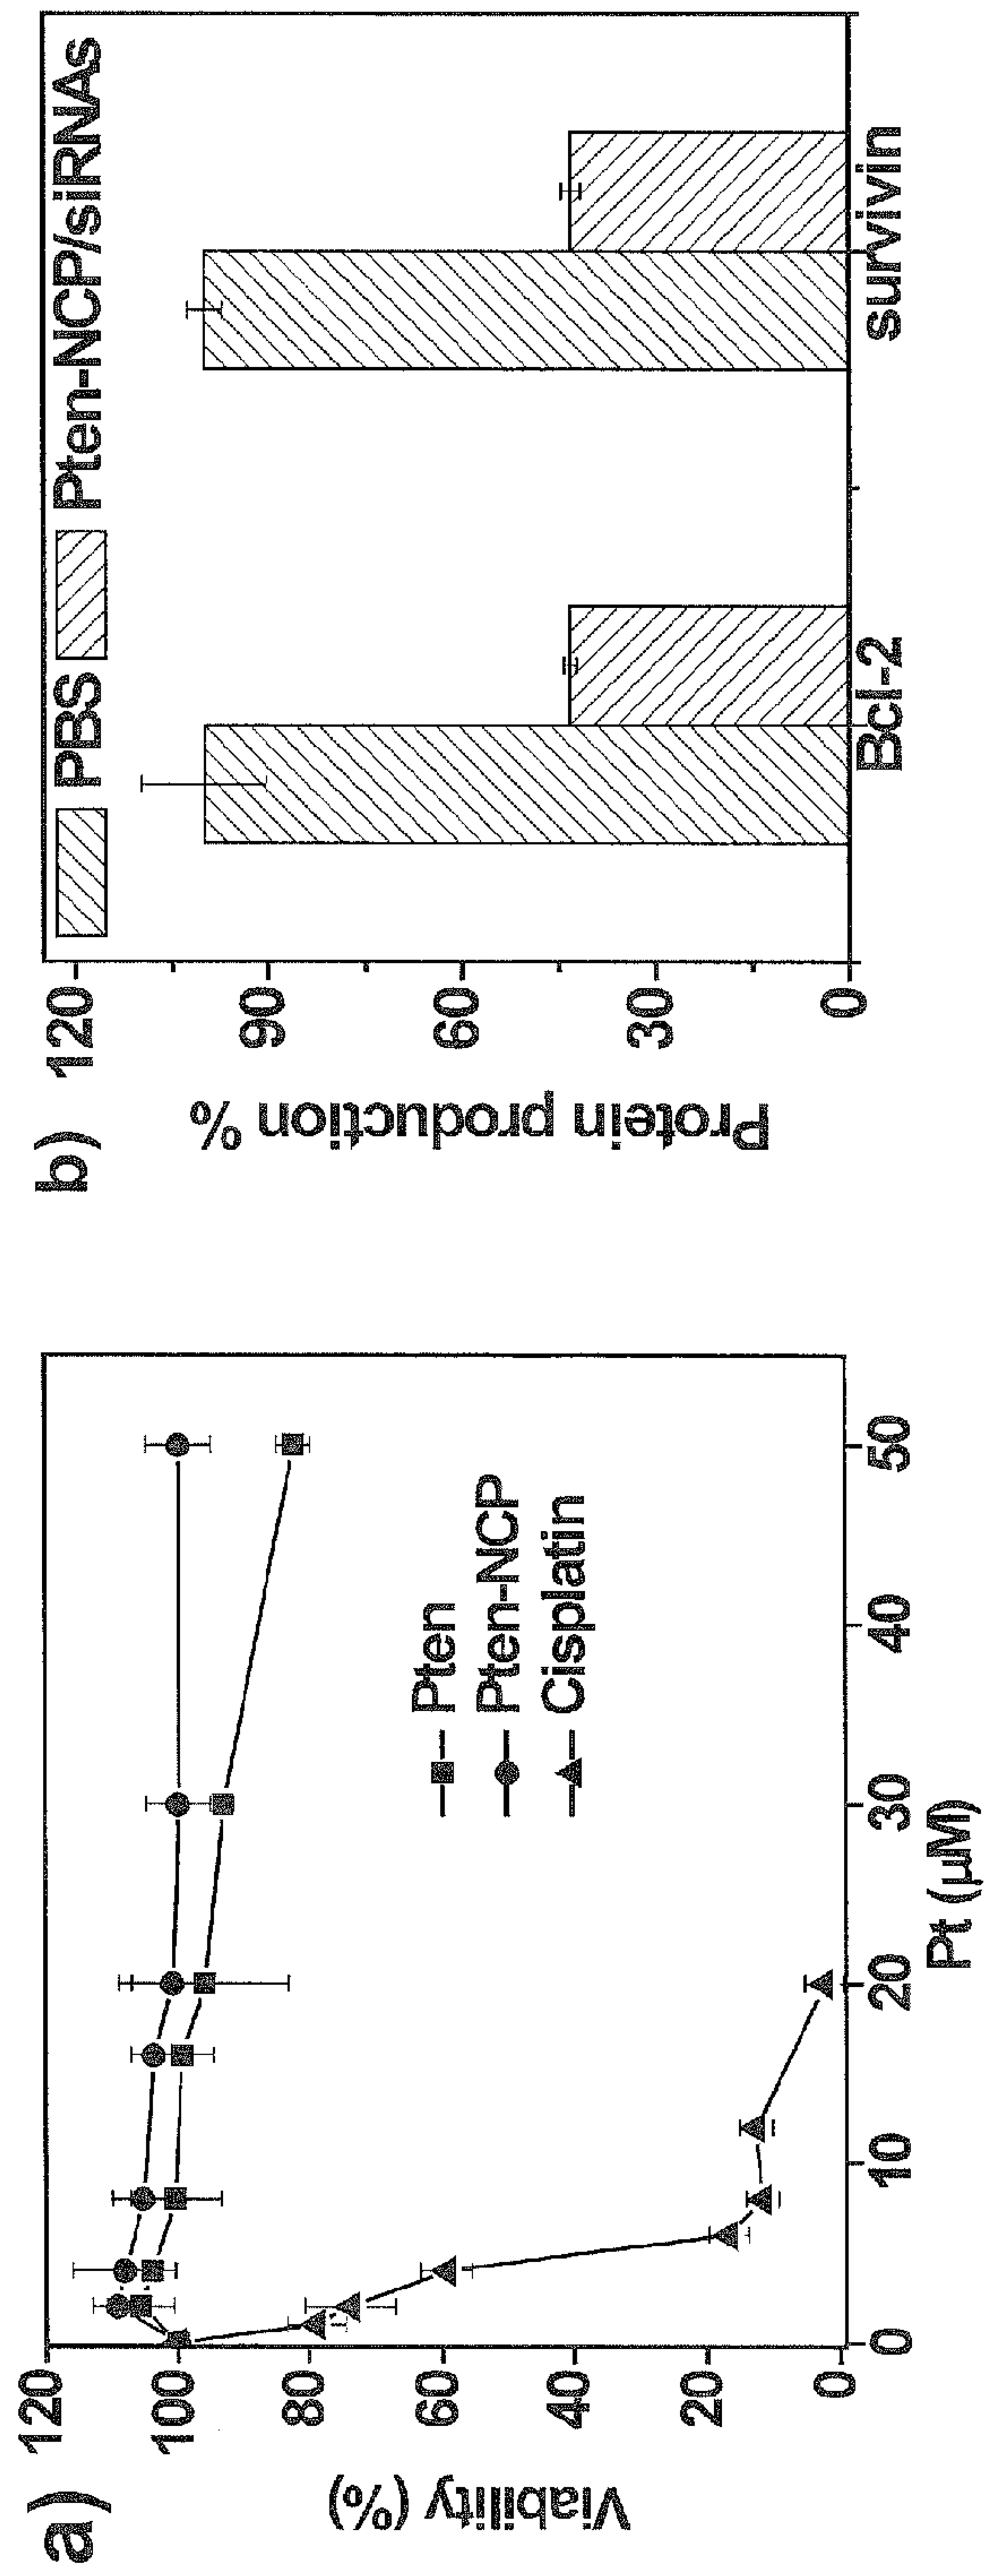 a)
Viability (%)
120
100
80
60
40
20
0
Pten
Pten-NCP
Cisplatin
0 10 20 30 40 50
Pt (µM)
b)
Protein production %
120
90
60
30
0
PBS Pten-NCP/siRNAs
Bcl-2 survivin